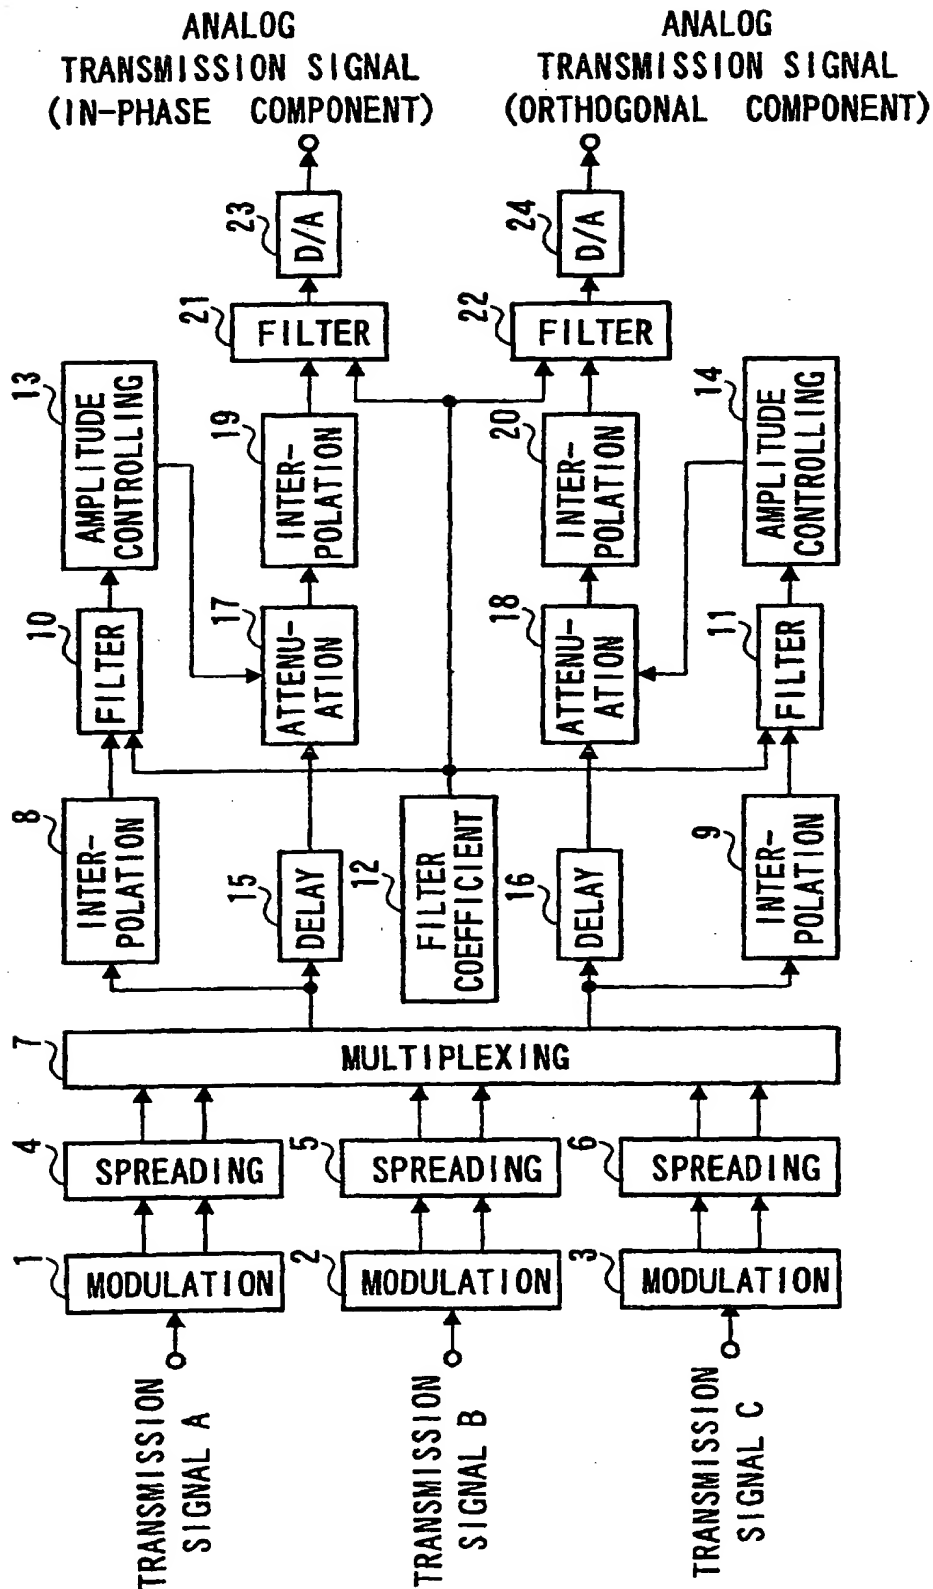 ANALOG
TRANSMISSION SIGNAL
(IN-PHASE COMPONENT)
ANALOG
TRANSMISSION SIGNAL
(ORTHOGONAL COMPONENT)
23
D/A
24
D/A
21
FILTER
22
FILTER
13
AMPLITUDE
CONTROLLING
19
INTER-
POLATION
20
INTER-
POLATION
14
AMPLITUDE
CONTROLLING
10
FILTER
17
ATTENU-
ATION
18
ATTENU-
ATION
11
FILTER
8
INTER-
POLATION
15
DELAY
12
FILTER
COEFFICIENT
16
DELAY
9
INTER-
POLATION
7
MULTIPLEXING
4
SPREADING
5
SPREADING
6
SPREADING
1
MODULATION
2
MODULATION
3
MODULATION
TRANSMISSION
SIGNAL A
TRANSMISSION
SIGNAL B
TRANSMISSION
SIGNAL C